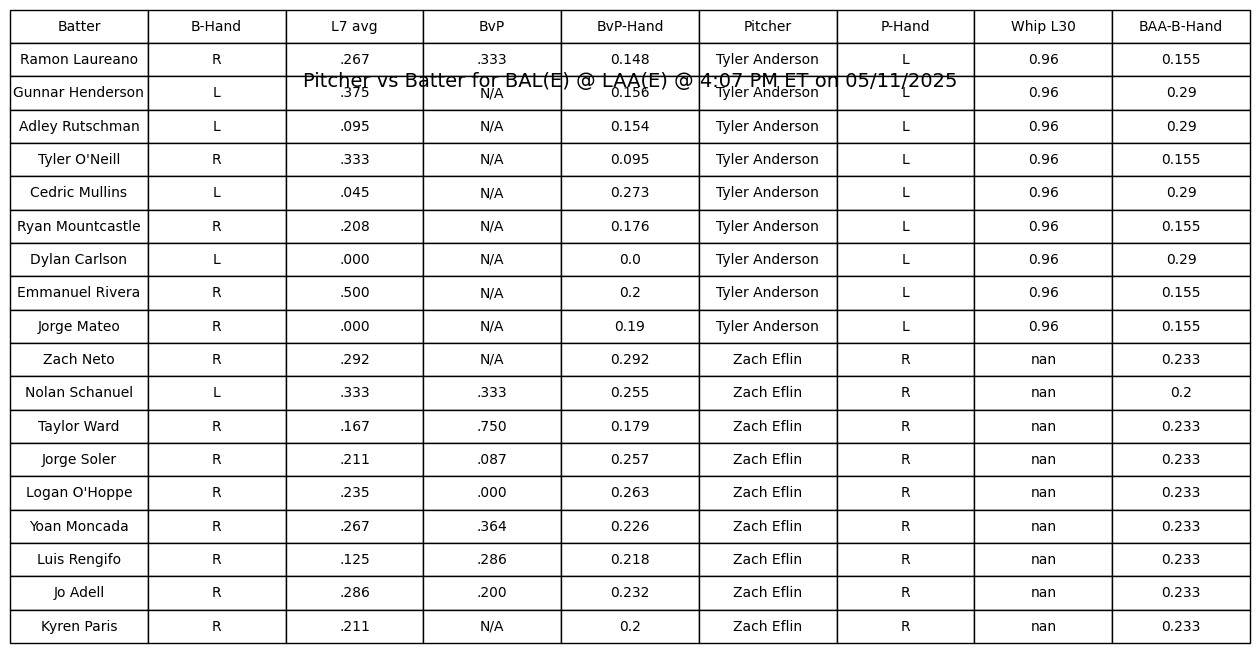 Batter B-Hand L7 avg BvP BvP-Hand Pitcher P-Hand Whip L30 BAA-B-Hand
Ramon Laureano R .267 .333 0.148 Tyler Anderson L 0.96 0.155
Pitcher vs Batter for BAL(E) @ LAA(E) @ 4:07 PM ET on 05/11/2025
Gunnar Henderson L .375 N/A 0.156 Tyler Anderson L 0.96 0.29
Adley Rutschman L .095 N/A 0.154 Tyler Anderson L 0.96 0.29
Tyler O'Neill R .333 N/A 0.095 Tyler Anderson L 0.96 0.155
Cedric Mullins L .045 N/A 0.273 Tyler Anderson L 0.96 0.29
Ryan Mountcastle R .208 N/A 0.176 Tyler Anderson L 0.96 0.155
Dylan Carlson L .000 N/A 0.0 Tyler Anderson L 0.96 0.29
Emmanuel Rivera R .500 N/A 0.2 Tyler Anderson L 0.96 0.155
Jorge Mateo R .000 N/A 0.19 Tyler Anderson L 0.96 0.155
Zach Neto R .292 N/A 0.292 Zach Eflin R nan 0.233
Nolan Schanuel L .333 .333 0.255 Zach Eflin R nan 0.2
Taylor Ward R .167 .750 0.179 Zach Eflin R nan 0.233
Jorge Soler R .211 .087 0.257 Zach Eflin R nan 0.233
Logan O'Hoppe R .235 .000 0.263 Zach Eflin R nan 0.233
Yoan Moncada R .267 .364 0.226 Zach Eflin R nan 0.233
Luis Rengifo R .125 .286 0.218 Zach Eflin R nan 0.233
Jo Adell R .286 .200 0.232 Zach Eflin R nan 0.233
Kyren Paris R .211 N/A 0.2 Zach Eflin R nan 0.233